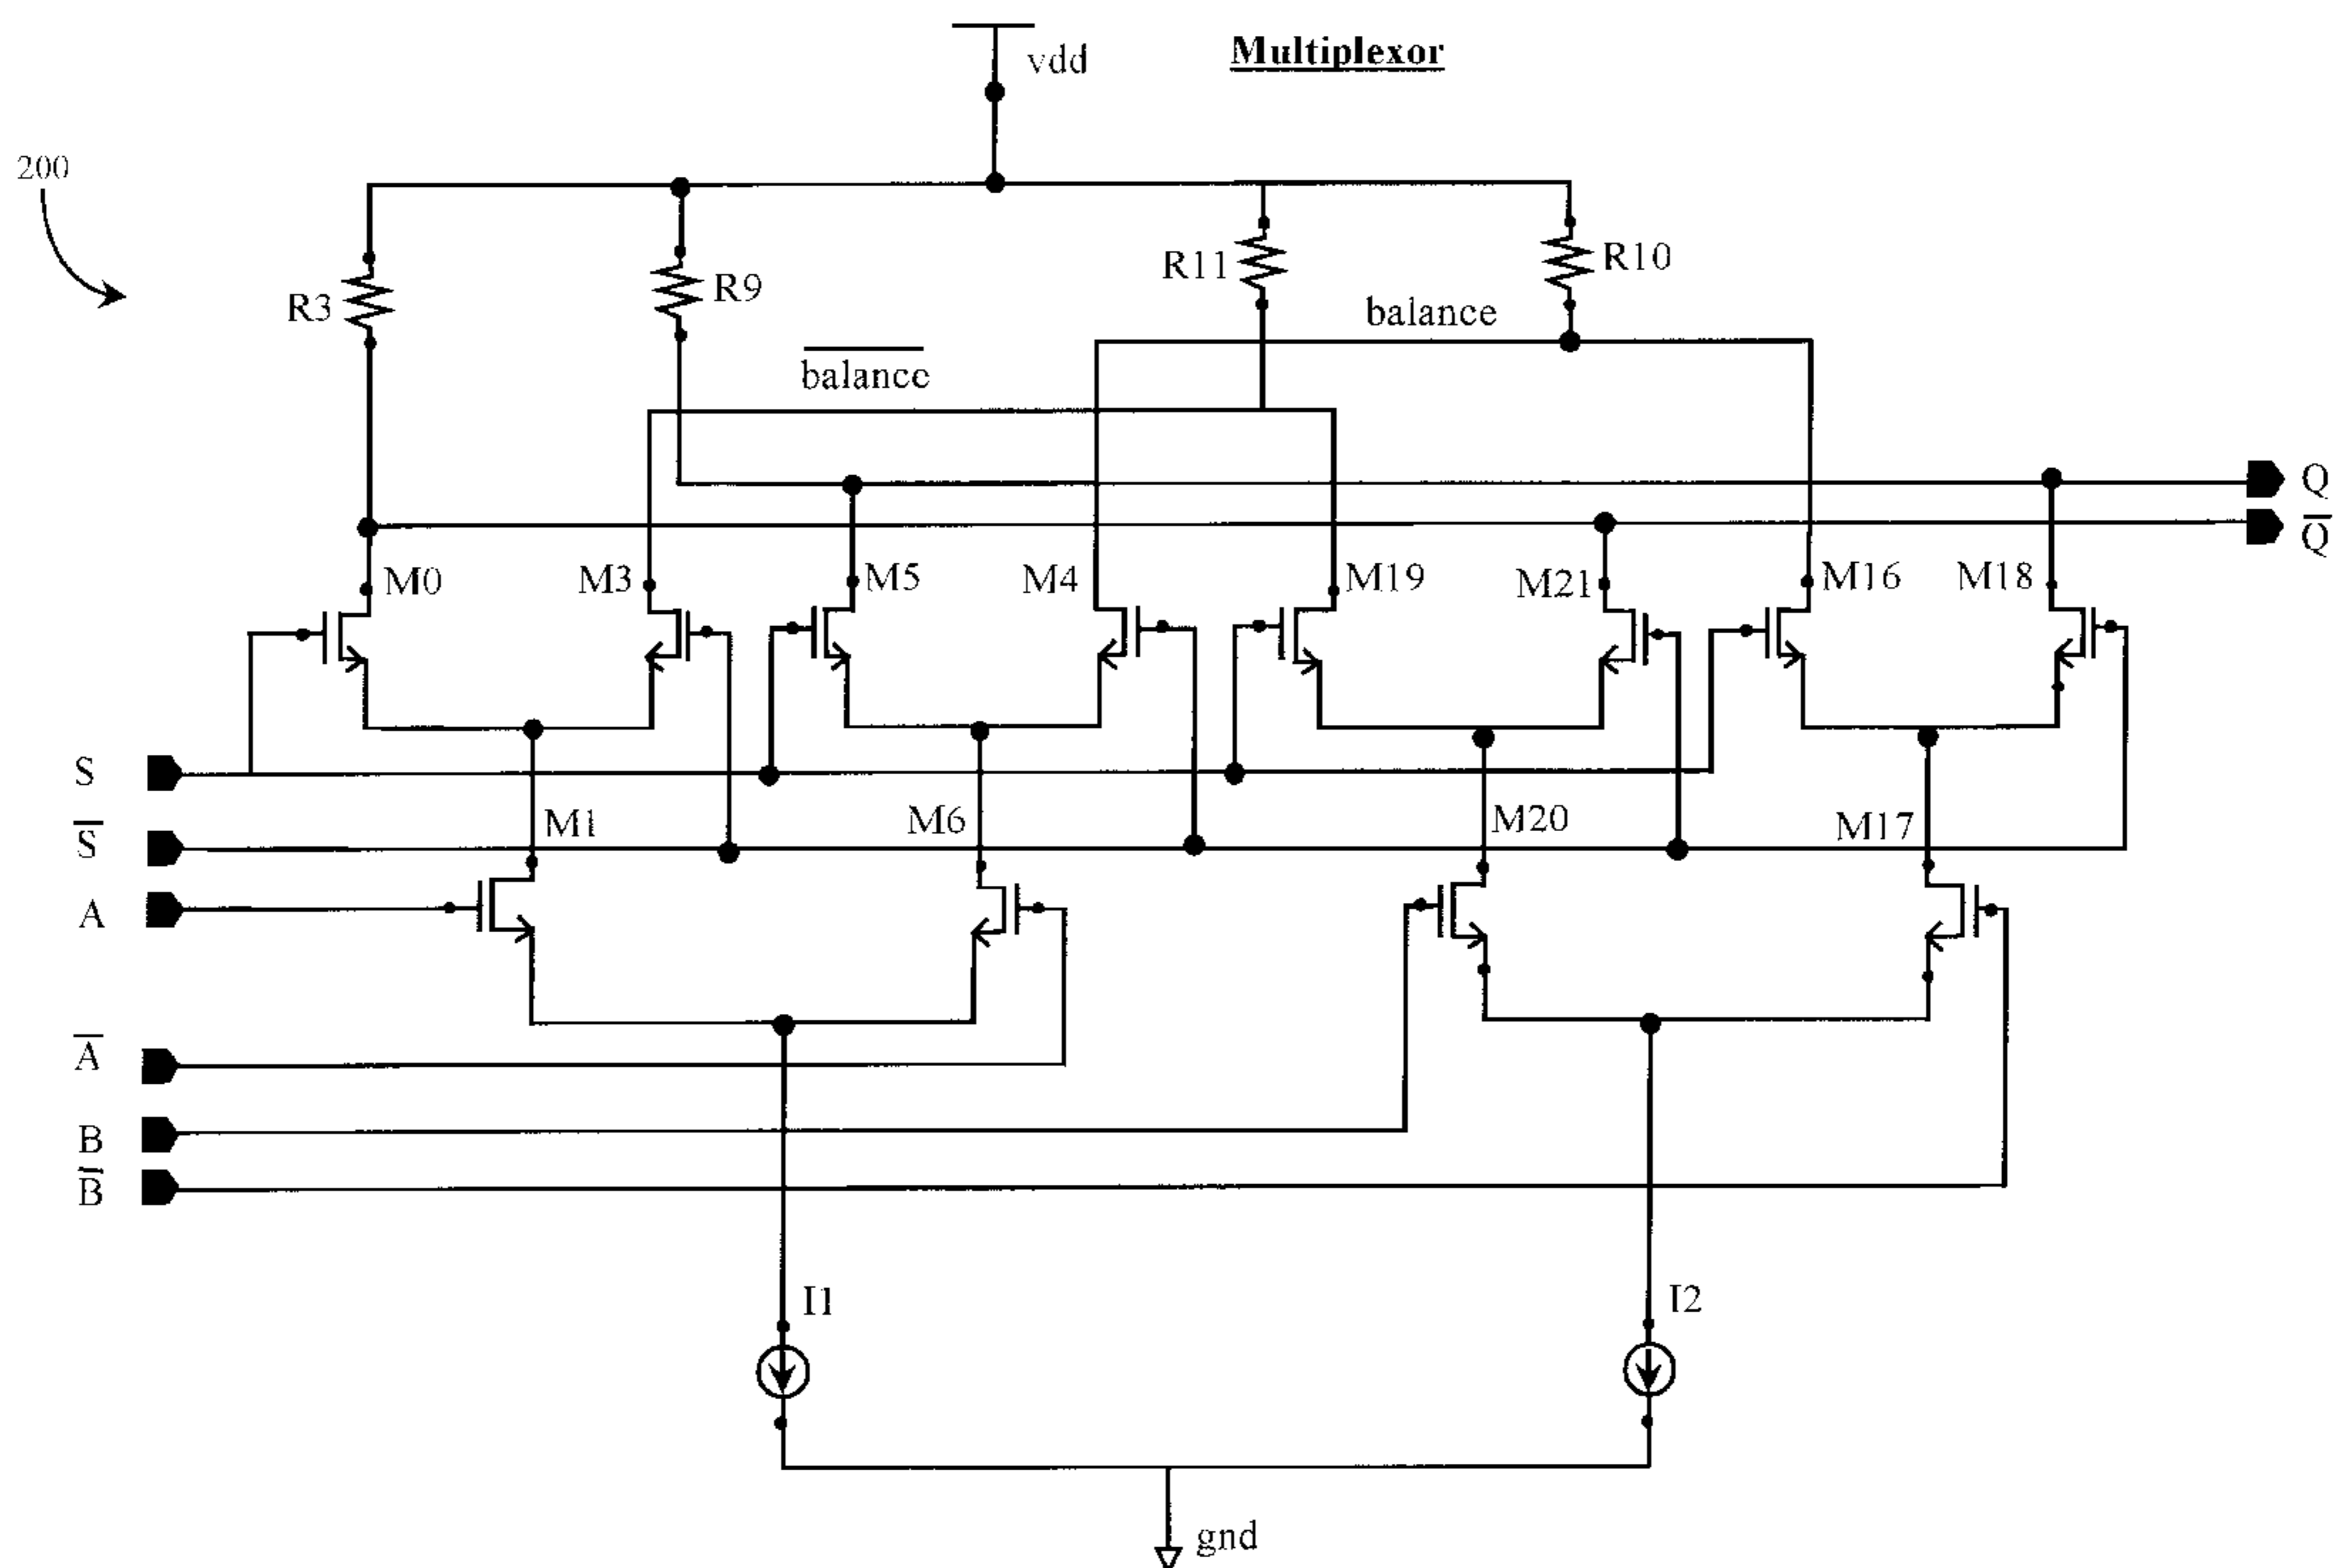 Multiplexor
vdd
200
R3
R9
R11
R10
balance
b̅a̅l̅a̅n̅c̅e̅
Q
Q̅
M0
M3
M5
M4
M19
M21
M16
M18
S
S̅
M1
M6
M20
M17
A
A̅
B
B̅
I1
I2
gnd